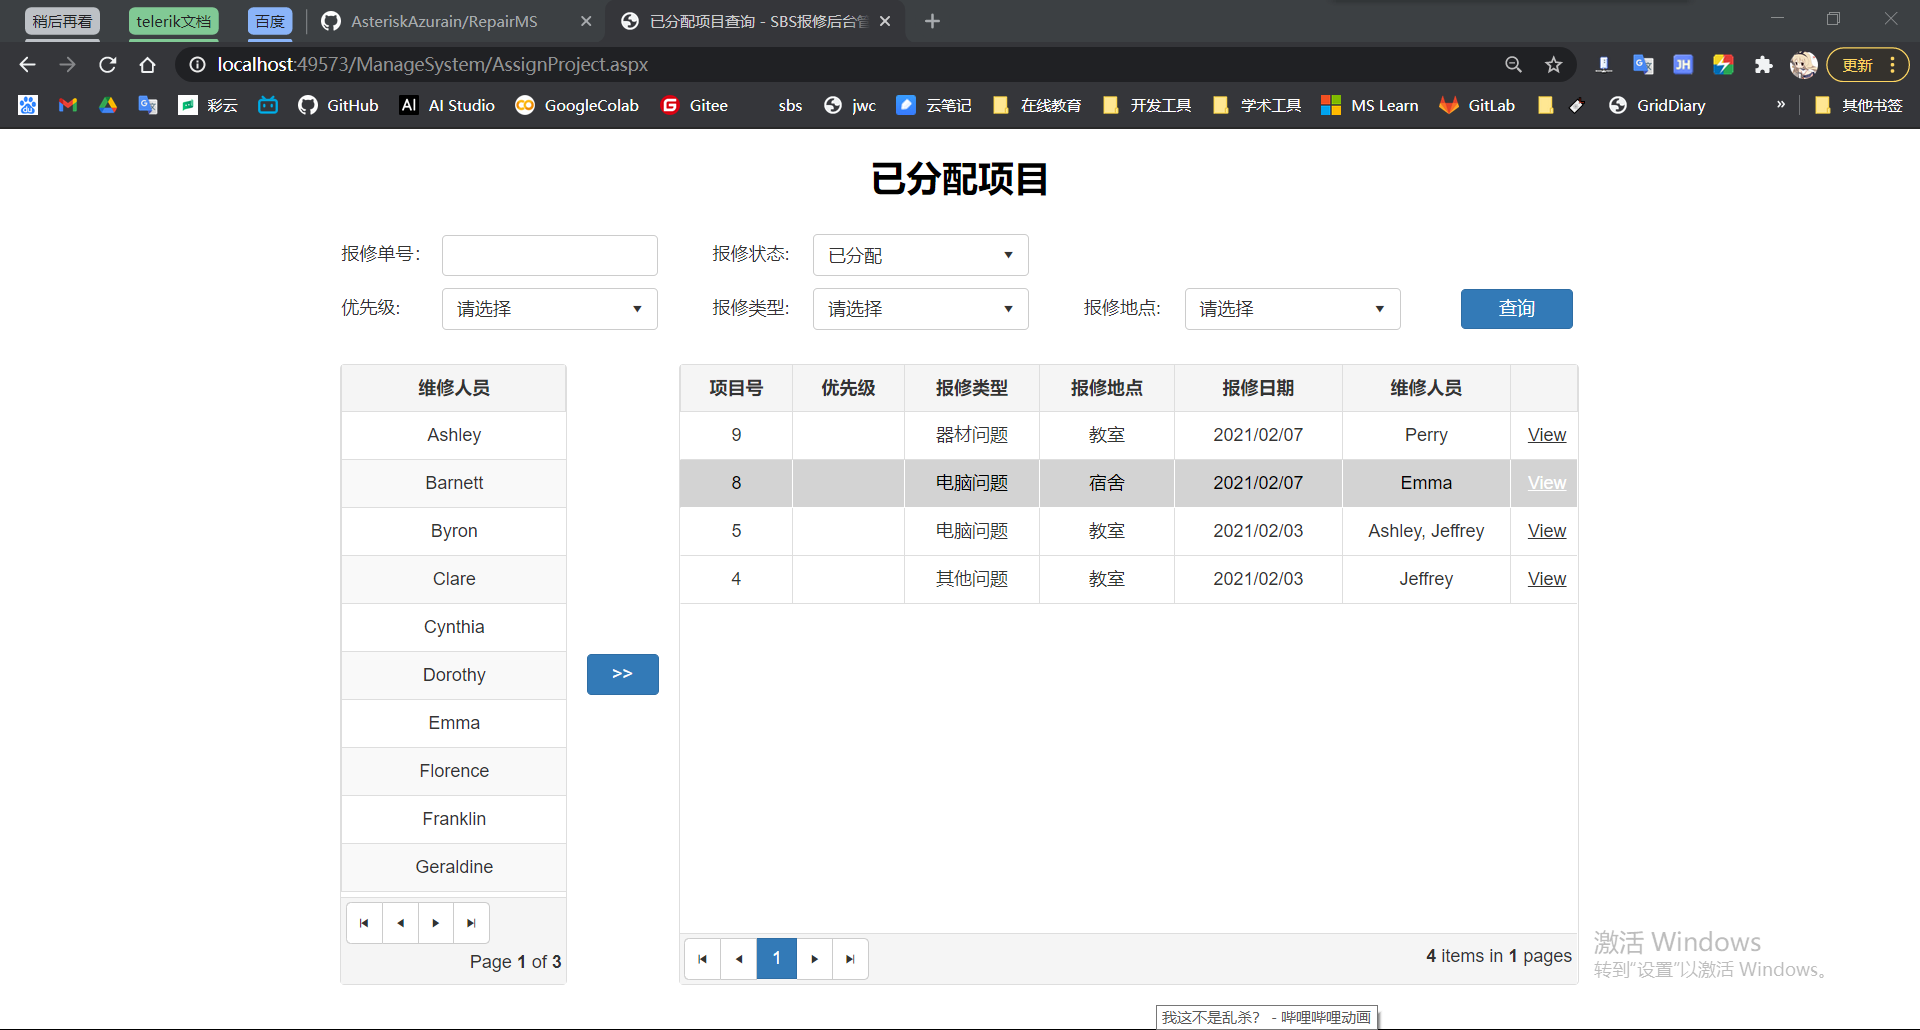 稍后再看 telerik文档 百度 AsteriskAzurain/RepairMS 已分配项目查询 - SBS报修后台
localhost:49573/ManageSystem/AssignProject.aspx JH 更新
彩云 GitHub AI AI Studio GoogleColab Gitee sbs jwc 云笔记 在线教育 开发工具 学术工具 MS Learn GitLab GridDiary » 其他书签
已分配项目
报修单号: 报修状态: 已分配
优先级: 请选择 报修类型: 请选择 报修地点: 请选择 查询
维修人员
Ashley
Barnett
Byron
Clare
Cynthia
Dorothy
Emma
Florence
Franklin
Geraldine
Page 1 of 3
>>
项目号 优先级 报修类型 报修地点 报修日期 维修人员
9 器材问题 教室 2021/02/07 Perry View
8 电脑问题 宿舍 2021/02/07 Emma View
5 电脑问题 教室 2021/02/03 Ashley, Jeffrey View
4 其他问题 教室 2021/02/03 Jeffrey View
1 4 items in 1 pages
激活 Windows
转到“设置”以激活 Windows。
我这不是乱杀? - 哔哩哔哩动画